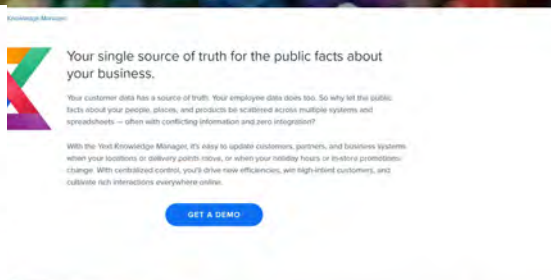 Knowledge Manager
Your single source of truth for the public facts about
your business.
Your customer data has a source of truth. Your employee data does too. So why let the public
facts about your people, places, and products be scattered across multiple systems and
spreadsheets — often with conflicting information and zero integration?
With the Yext Knowledge Manager, it's easy to update customers, partners, and business systems
when your locations or delivery points move, or when your holiday hours or in-store promotions
change. With centralized control, you'll drive new efficiencies, win high-intent customers, and
cultivate rich interactions everywhere online.
GET A DEMO